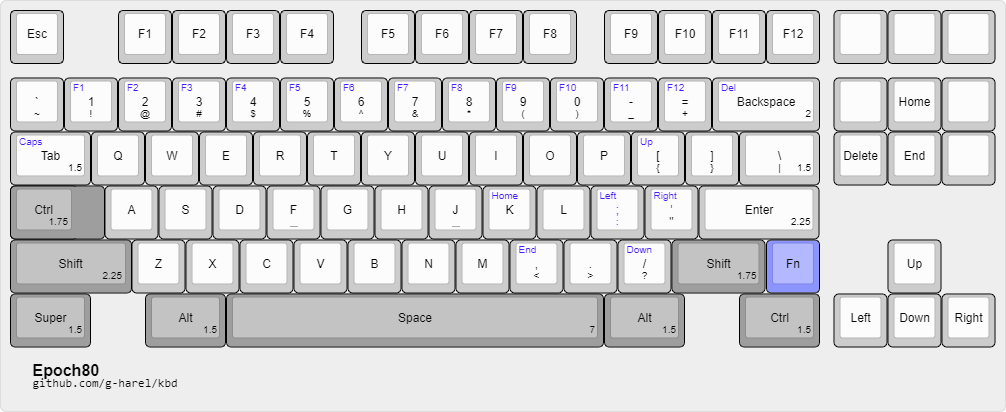 Esc F1 F2 F3 F4 F5 F6 F7 F8 F9 F10 F11 F12
F1 F2 F3 F4 F5 F6 F7 F8 F9 F10 F11 F12 Del
` 1 2 3 4 5 6 7 8 9 0 - = Backspace Home
~ ! @ # $ % ^ & * ( ) _ + 2
Caps Up
Tab Q W E R T Y U I O P [ ] \ Delete End
1.5 { } | 1.5
Home Left Right
Ctrl A S D F G H J K L ; ' Enter
1.75 _ _ : " 2.25
End Down
Shift Z X C V B N M , . / Shift Fn Up
2.25 < > ? 1.75
Super Alt Space Alt Ctrl Left Down Right
1.5 1.5 7 1.5 1.5
Epoch80
github.com/g-harel/kbd